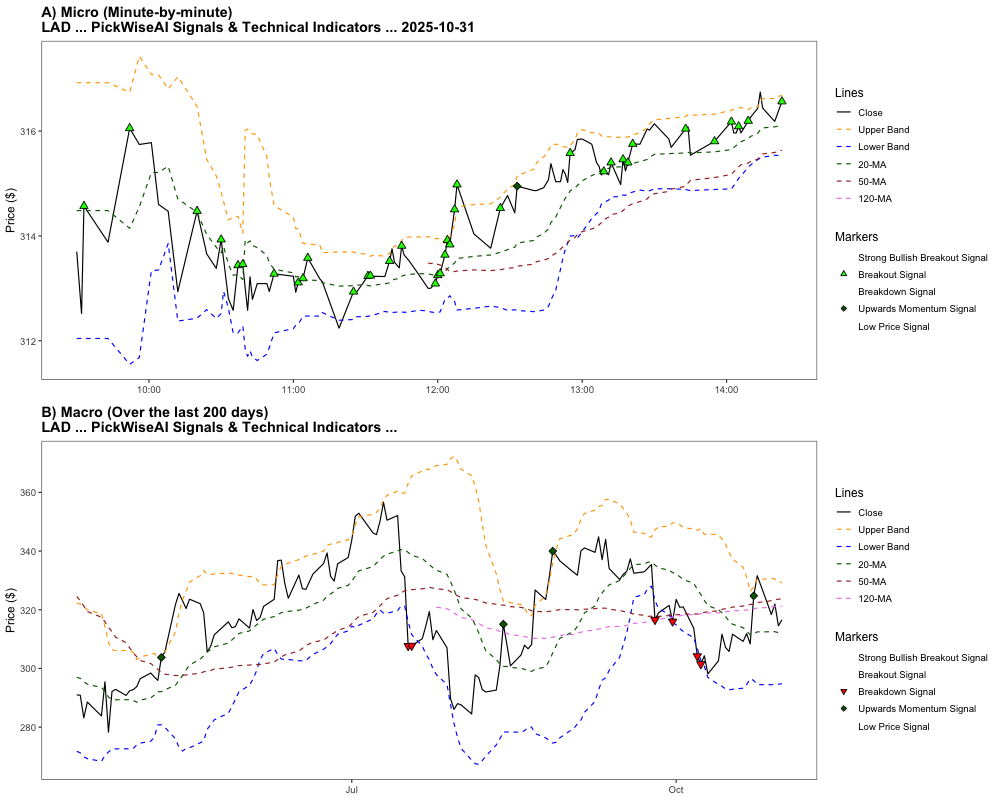 A) Micro (Minute-by-minute)
LAD ... PickWiseAI Signals & Technical Indicators ... 2025-10-31
Price ($)
316
314
312
10:00
11:00
12:00
13:00
14:00
Lines
Close
Upper Band
Lower Band
20-MA
50-MA
120-MA
Markers
Strong Bullish Breakout Signal
Breakout Signal
Breakdown Signal
Upwards Momentum Signal
Low Price Signal
B) Macro (Over the last 200 days)
LAD ... PickWiseAI Signals & Technical Indicators ...
Price ($)
360
340
320
300
280
Jul
Oct
Lines
Close
Upper Band
Lower Band
20-MA
50-MA
120-MA
Markers
Strong Bullish Breakout Signal
Breakout Signal
Breakdown Signal
Upwards Momentum Signal
Low Price Signal